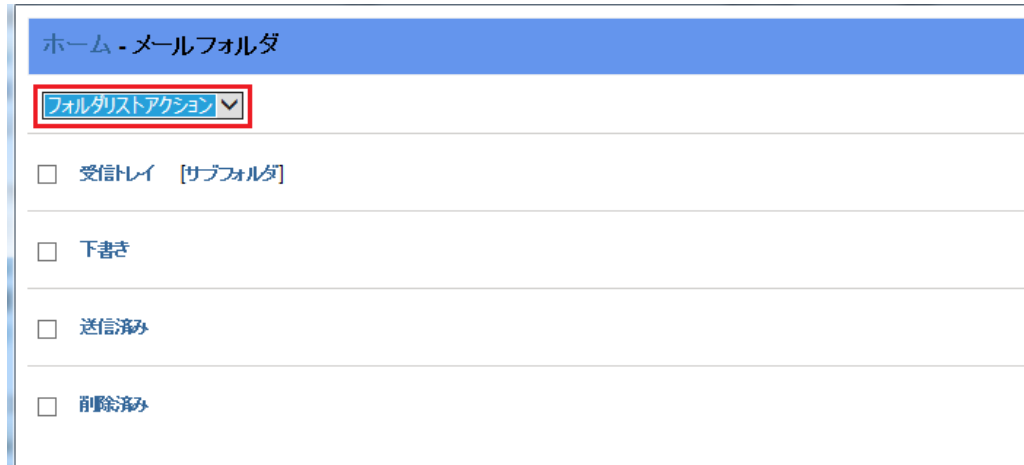 ホーム - メールフォルダ
フォルダリストアクション
受信トレイ [サブフォルダ]
下書き
送信済み
削除済み